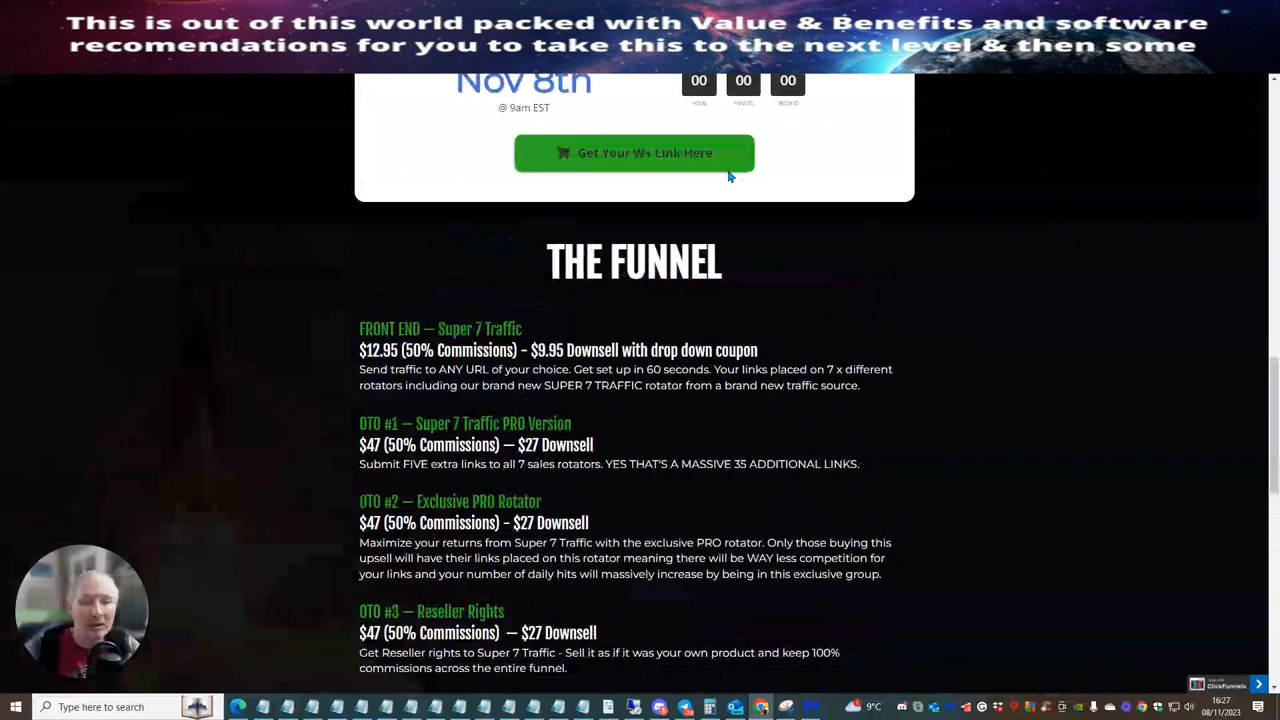 This is out of this world packed with Value & Benefits and software
recomendations for you to take this to the next level & then some
Nov 8th
@ 9am EST
00 00 00
HOUR MINUTE SECOND
Get Your W+ Link Here
THE FUNNEL
FRONT END — Super 7 Traffic
$12.95 (50% Commissions) - $9.95 Downsell with drop down coupon
Send traffic to ANY URL of your choice. Get set up in 60 seconds. Your links placed on 7 x different
rotators including our brand new SUPER 7 TRAFFIC rotator from a brand new traffic source.
OTO #1 — Super 7 Traffic PRO Version
$47 (50% Commissions) — $27 Downsell
Submit FIVE extra links to all 7 sales rotators. YES THAT'S A MASSIVE 35 ADDITIONAL LINKS.
OTO #2 — Exclusive PRO Rotator
$47 (50% Commissions) - $27 Downsell
Maximize your returns from Super 7 Traffic with the exclusive PRO rotator. Only those buying this
upsell will have their links placed on this rotator meaning there will be WAY less competition for
your links and your number of daily hits will massively increase by being in this exclusive group.
OTO #3 — Reseller Rights
$47 (50% Commissions) — $27 Downsell
Get Reseller rights to Super 7 Traffic - Sell it as if it was your own product and keep 100%
commissions across the entire funnel.
ClickFunnels
Type here to search
9°C
16:27
08/11/2023